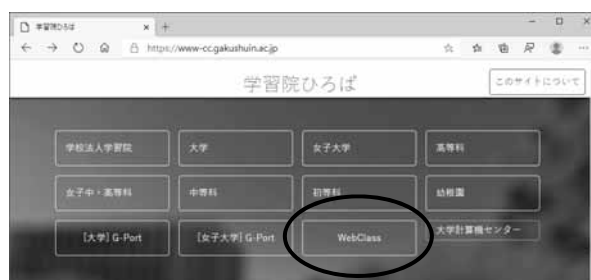 学習院ひろば
https://www-cc.gakushuin.ac.jp
学習院ひろば
このサイトについて
学校法人学習院
大学
女子大学
高等科
女子中・高等科
中等科
初等科
幼稚園
[大学] G-Port
[女子大学] G-Port
WebClass
大学計算機センター